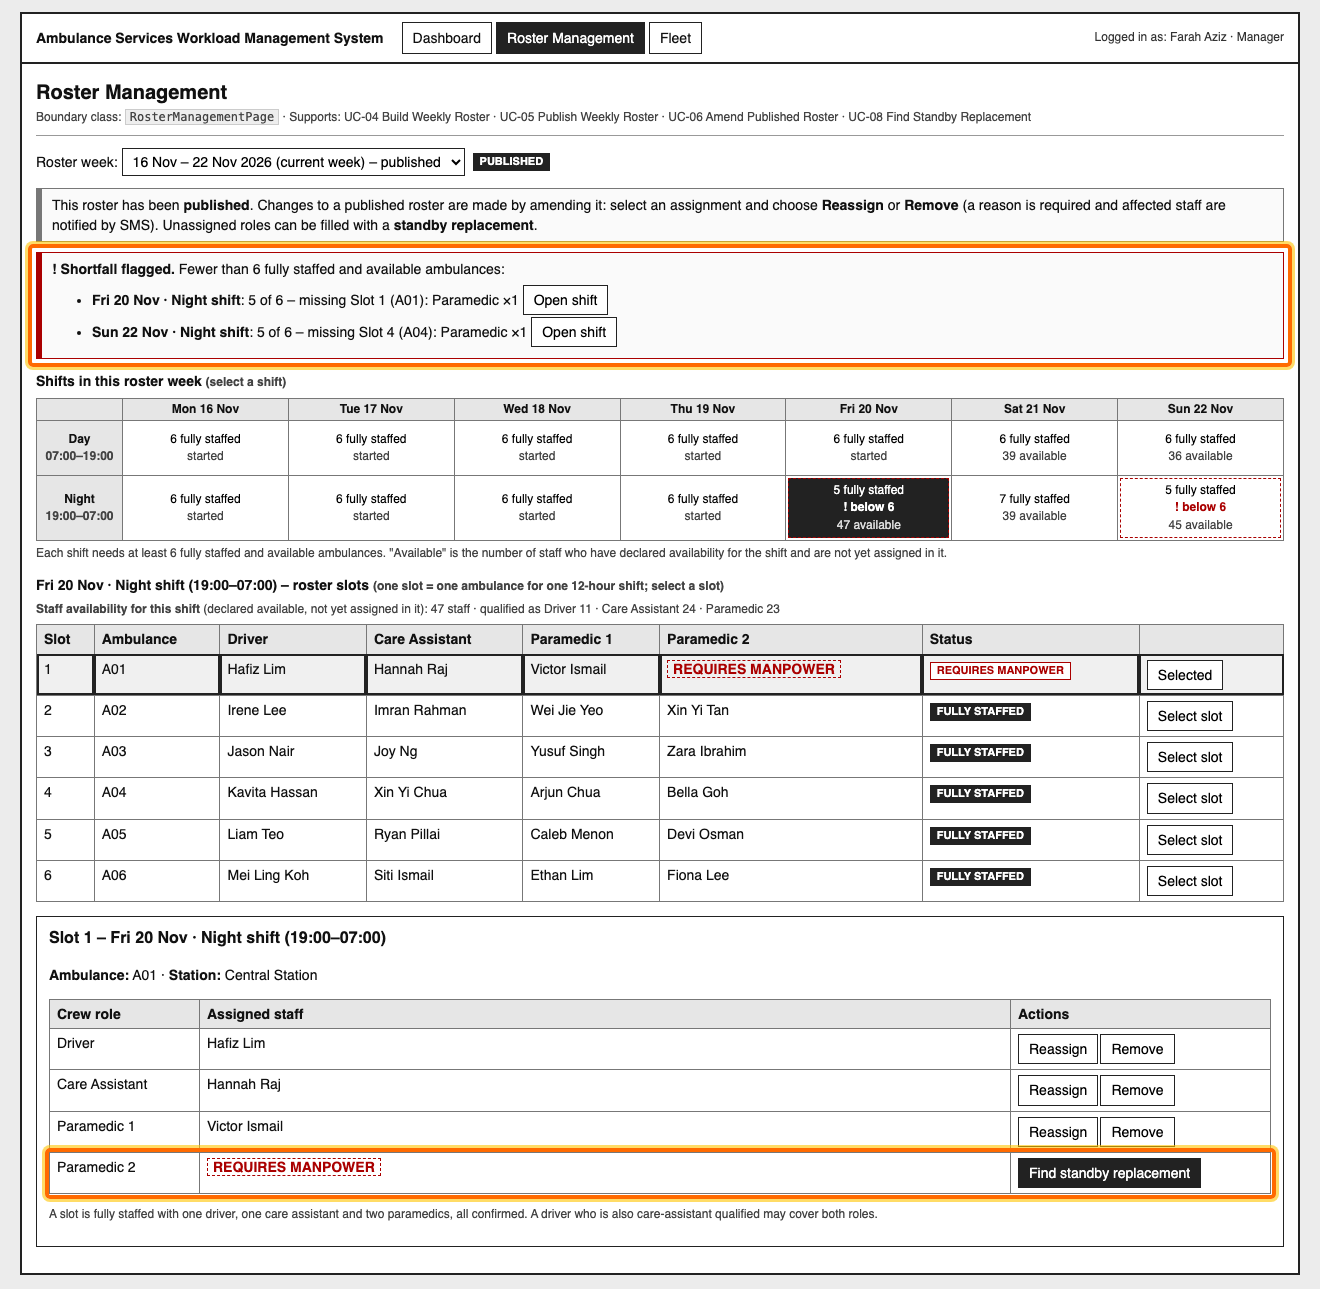 Ambulance Services Workload Management System Dashboard Roster Management Fleet Logged in as: Farah Aziz · Manager
Roster Management
Boundary class: RosterManagementPage · Supports: UC-04 Build Weekly Roster · UC-05 Publish Weekly Roster · UC-06 Amend Published Roster · UC-08 Find Standby Replacement
Roster week: 16 Nov – 22 Nov 2026 (current week) – published PUBLISHED
This roster has been published. Changes to a published roster are made by amending it: select an assignment and choose Reassign or Remove (a reason is required and affected staff are
notified by SMS). Unassigned roles can be filled with a standby replacement.
! Shortfall flagged. Fewer than 6 fully staffed and available ambulances:
• Fri 20 Nov · Night shift: 5 of 6 – missing Slot 1 (A01): Paramedic ×1 Open shift
• Sun 22 Nov · Night shift: 5 of 6 – missing Slot 4 (A04): Paramedic ×1 Open shift
Shifts in this roster week (select a shift)
Mon 16 Nov Tue 17 Nov Wed 18 Nov Thu 19 Nov Fri 20 Nov Sat 21 Nov Sun 22 Nov
Day 6 fully staffed 6 fully staffed 6 fully staffed 6 fully staffed 6 fully staffed 6 fully staffed 6 fully staffed
07:00–19:00 started started started started started 39 available 36 available
5 fully staffed 5 fully staffed
Night 6 fully staffed 6 fully staffed 6 fully staffed 6 fully staffed ! below 6 7 fully staffed ! below 6
19:00–07:00 started started started started 47 available 39 available 45 available
Each shift needs at least 6 fully staffed and available ambulances. "Available" is the number of staff who have declared availability for the shift and are not yet assigned in it.
Fri 20 Nov · Night shift (19:00–07:00) – roster slots (one slot = one ambulance for one 12-hour shift; select a slot)
Staff availability for this shift (declared available, not yet assigned in it): 47 staff · qualified as Driver 11 · Care Assistant 24 · Paramedic 23
Slot Ambulance Driver Care Assistant Paramedic 1 Paramedic 2 Status
1 A01 Hafiz Lim Hannah Raj Victor Ismail REQUIRES MANPOWER REQUIRES MANPOWER Selected
2 A02 Irene Lee Imran Rahman Wei Jie Yeo Xin Yi Tan FULLY STAFFED Select slot
3 A03 Jason Nair Joy Ng Yusuf Singh Zara Ibrahim FULLY STAFFED Select slot
4 A04 Kavita Hassan Xin Yi Chua Arjun Chua Bella Goh FULLY STAFFED Select slot
5 A05 Liam Teo Ryan Pillai Caleb Menon Devi Osman FULLY STAFFED Select slot
6 A06 Mei Ling Koh Siti Ismail Ethan Lim Fiona Lee FULLY STAFFED Select slot
Slot 1 – Fri 20 Nov · Night shift (19:00–07:00)
Ambulance: A01 · Station: Central Station
Crew role Assigned staff Actions
Driver Hafiz Lim Reassign Remove
Care Assistant Hannah Raj Reassign Remove
Paramedic 1 Victor Ismail Reassign Remove
Paramedic 2 REQUIRES MANPOWER Find standby replacement
A slot is fully staffed with one driver, one care assistant and two paramedics, all confirmed. A driver who is also care-assistant qualified may cover both roles.